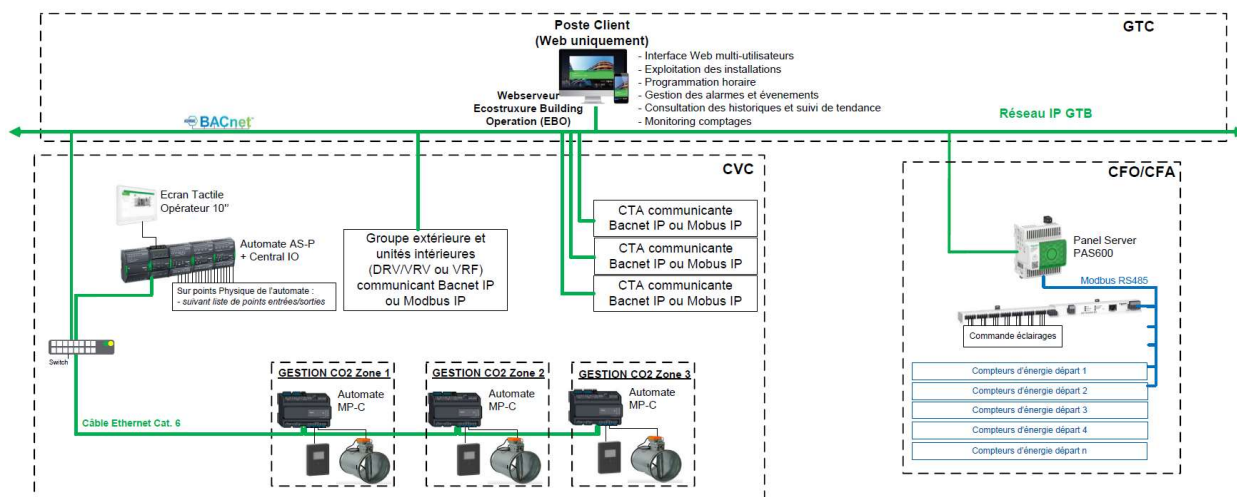 GTC
Poste Client
(Web uniquement)
- Interface Web multi-utilisateurs
- Exploitation des installations
- Programmation horaire
- Gestion des alarmes et évenements
- Consultation des historiques et suivi de tendance
- Monitoring comptages
Webserveur
Ecostruxure Building
Operation (EBO)
BACnet
Réseau IP GTB
CVC
Ecran Tactile
Opérateur 10"
Automate AS-P
+ Central IO
Sur points Physique de l'automate :
- suivant liste de points entrées/sorties
Switch
Groupe extérieure et
unités intérieures
(DRV/VRV ou VRF)
communicant Bacnet IP
ou Modbus IP
CTA communicante
Bacnet IP ou Mobus IP
CTA communicante
Bacnet IP ou Mobus IP
CTA communicante
Bacnet IP ou Mobus IP
GESTION CO2 Zone 1
Automate
MP-C
GESTION CO2 Zone 2
Automate
MP-C
GESTION CO2 Zone 3
Automate
MP-C
Câble Ethernet Cat. 6
CFO/CFA
Panel Server
PAS600
Modbus RS485
Commande éclairages
Compteurs d'énergie départ 1
Compteurs d'énergie départ 2
Compteurs d'énergie départ 3
Compteurs d'énergie départ 4
Compteurs d'énergie départ n